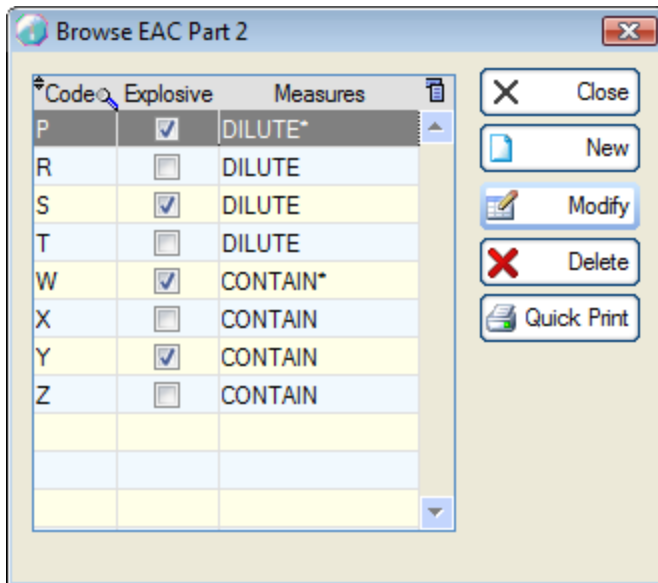 Browse EAC Part 2
Code Explosive Measures
P DILUTE*
R DILUTE
S DILUTE
T DILUTE
W CONTAIN*
X CONTAIN
Y CONTAIN
Z CONTAIN
Close
New
Modify
Delete
Quick Print